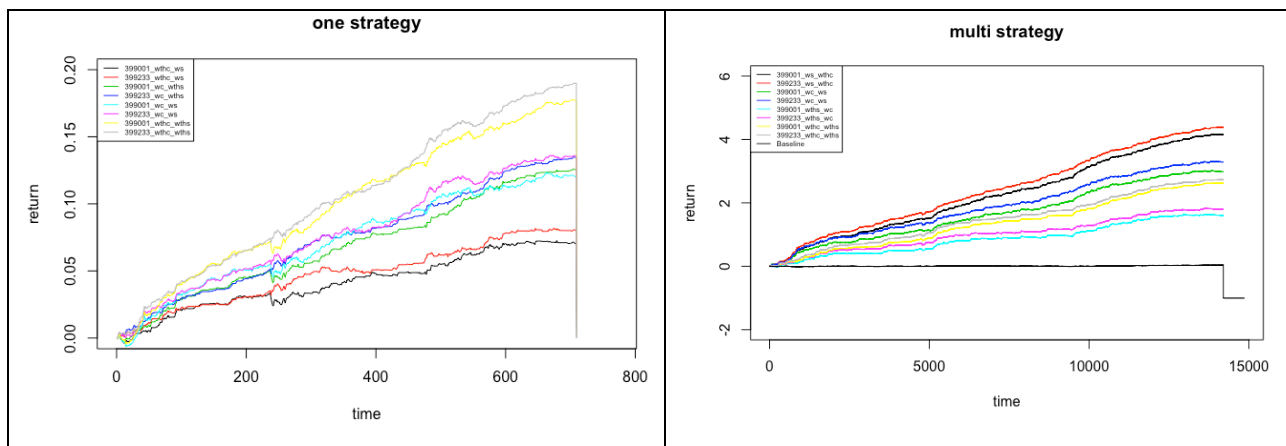 one strategy
399001_wthc_ws
399233_wthc_ws
399001_wc_wths
399233_wc_wths
399001_wc_ws
399233_wc_ws
399001_wthc_wths
399233_wthc_wths
return
0.20
0.15
0.10
0.05
0.00
0 200 400 600 800
time
multi strategy
399001_ws_wthc
399233_ws_wthc
399001_wc_ws
399233_wc_ws
399001_wths_wc
399233_wths_wc
399001_wthc_wths
399233_wthc_wths
Baseline
return
6
4
2
0
-2
0 5000 10000 15000
time